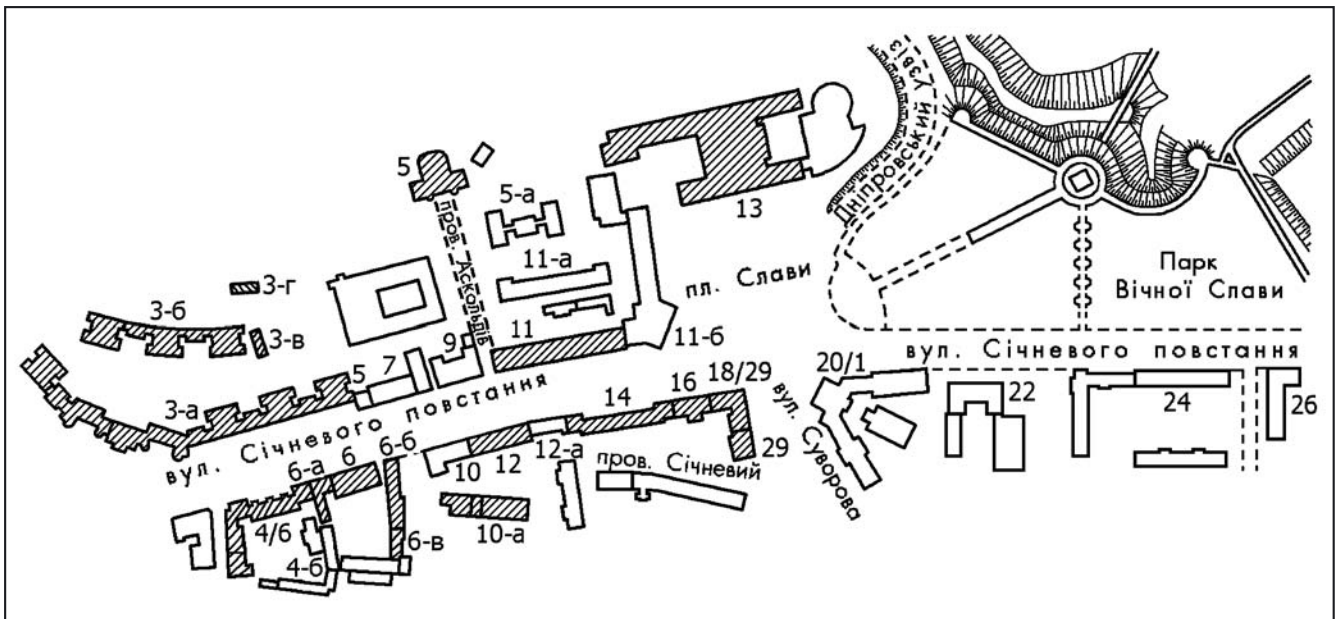 Дніпровський узвіз
5
5-а
13
пров. Аскольдів
11-а
пл. Слави
Парк
Вічної Слави
3-г
3-б
3-в
9
11
11-б
7
5
вул. Січневого повстання
20/1
3-а
вул. Січневого повстання
18/29
16
14
22
24
26
вул. Суворова
29
6-б
6
6-а
10
12
12-а
пров. Січневий
4/6
10-а
6-в
4-б